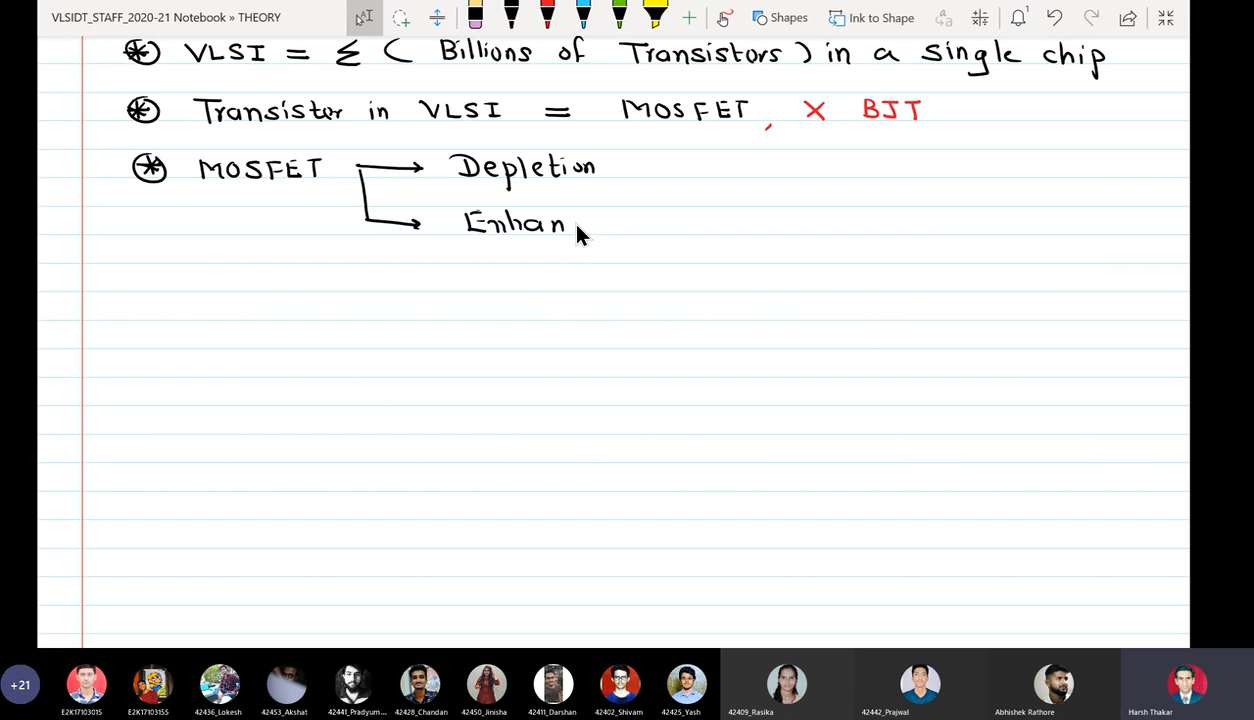 VLSIDT_STAFF_2020-21 Notebook » THEORY
Shapes Ink to Shape
⊛ VLSI = Σ ( Billions of Transistors ) in a single chip
⊛ Transistor in VLSI = MOSFET, X BJT
⊛ MOSFET → Depletion
→ Enhan
+21
E2K17103015 E2K17103155 42436_Lokesh 42453_Akshat 42441_Pradyum... 42428_Chandan 42450_Jinisha 42411_Darshan 42402_Shivam 42425_Yash 42409_Rasika 42442_Prajwal Abhishek Rathore Harsh Thakar